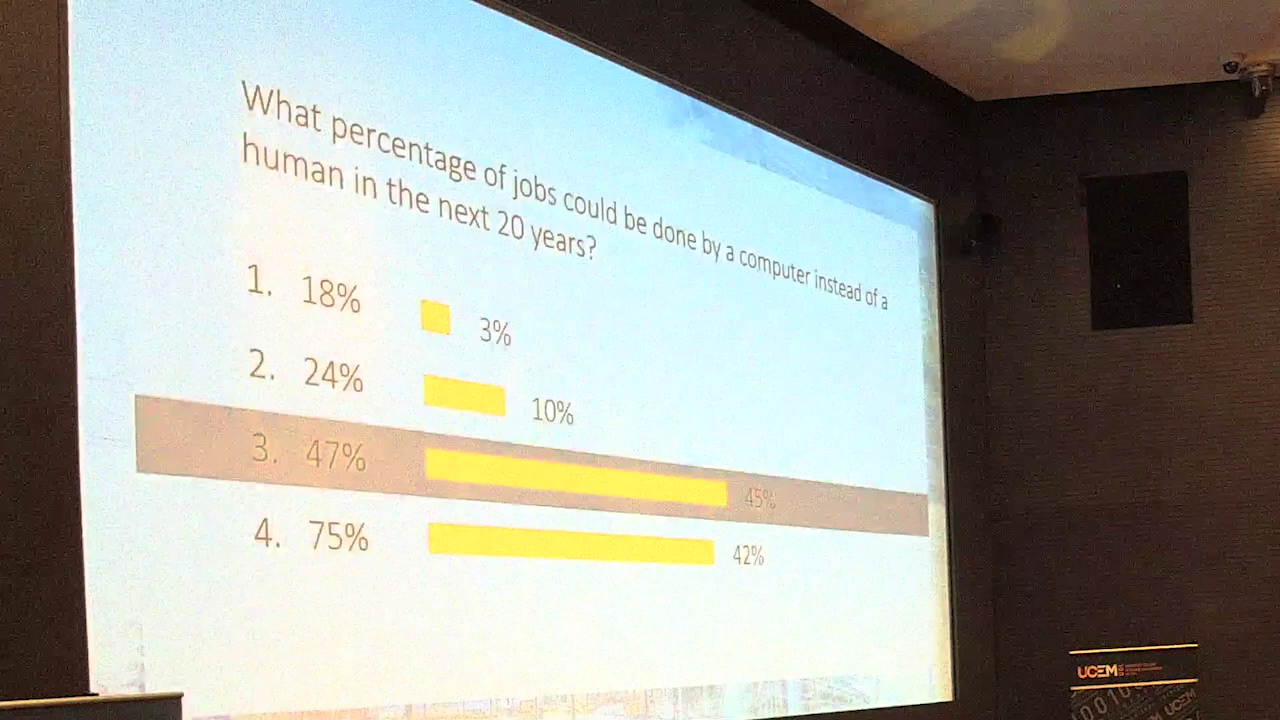 What percentage of jobs could be done by a computer instead of a
human in the next 20 years?
1. 18% 3%
2. 24% 10%
3. 47% 45%
4. 75% 42%
UCEM
UCEM